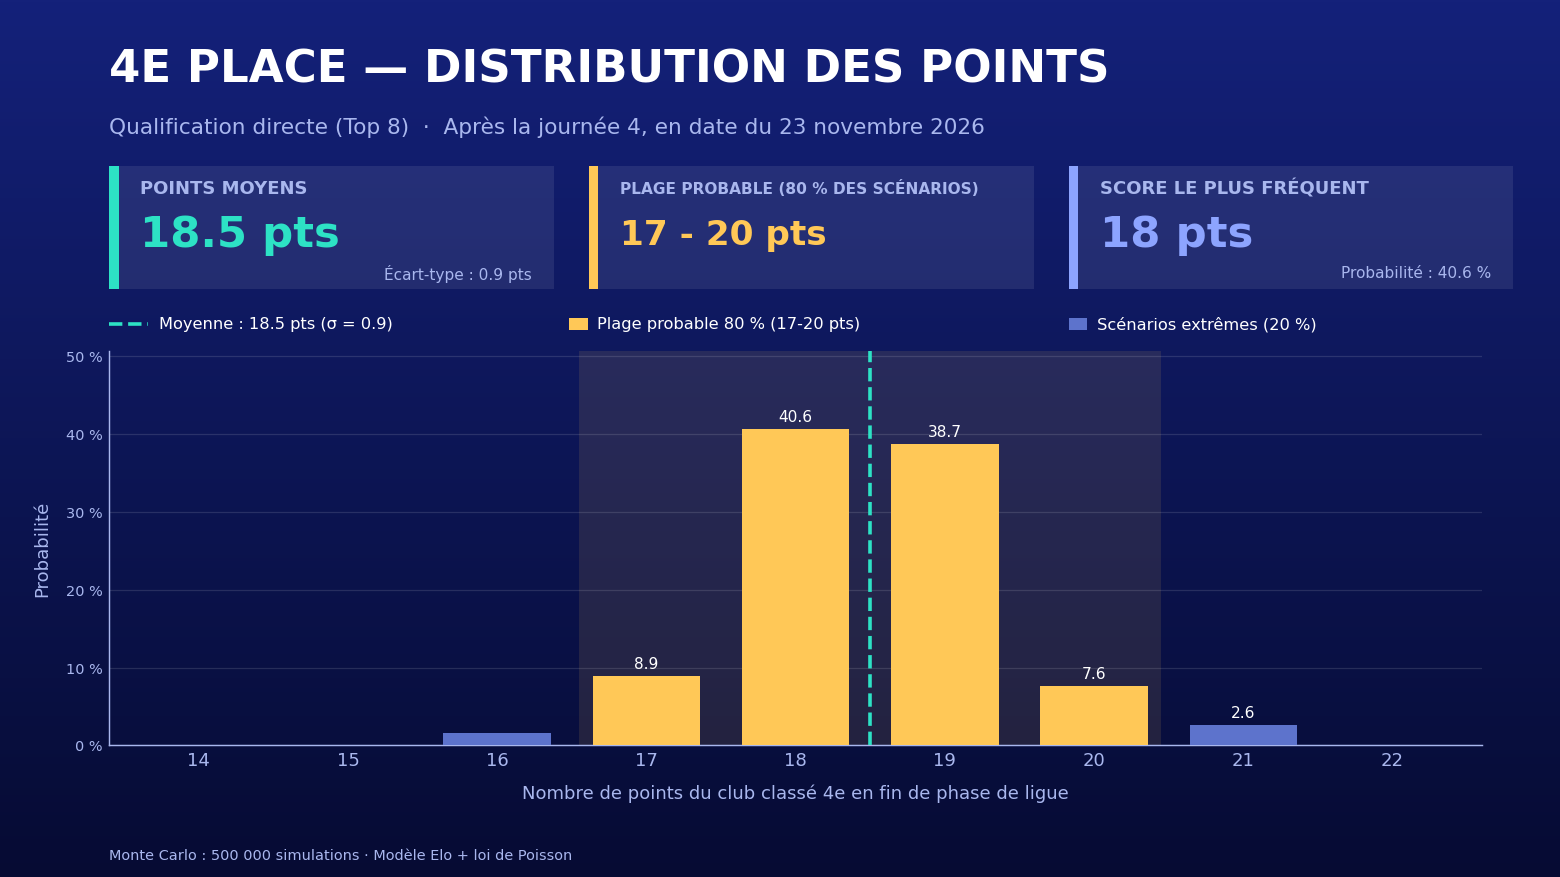 4E PLACE — DISTRIBUTION DES POINTS
Qualification directe (Top 8) · Après la journée 4, en date du 23 novembre 2026
POINTS MOYENS
18.5 pts
Écart-type : 0.9 pts
PLAGE PROBABLE (80 % DES SCÉNARIOS)
17 - 20 pts
SCORE LE PLUS FRÉQUENT
18 pts
Probabilité : 40.6 %
Moyenne : 18.5 pts (σ = 0.9)
Plage probable 80 % (17-20 pts)
Scénarios extrêmes (20 %)
Probabilité
50 %
40 %
30 %
20 %
10 %
0 %
8.9
40.6
38.7
7.6
2.6
14 15 16 17 18 19 20 21 22
Nombre de points du club classé 4e en fin de phase de ligue
Monte Carlo : 500 000 simulations · Modèle Elo + loi de Poisson